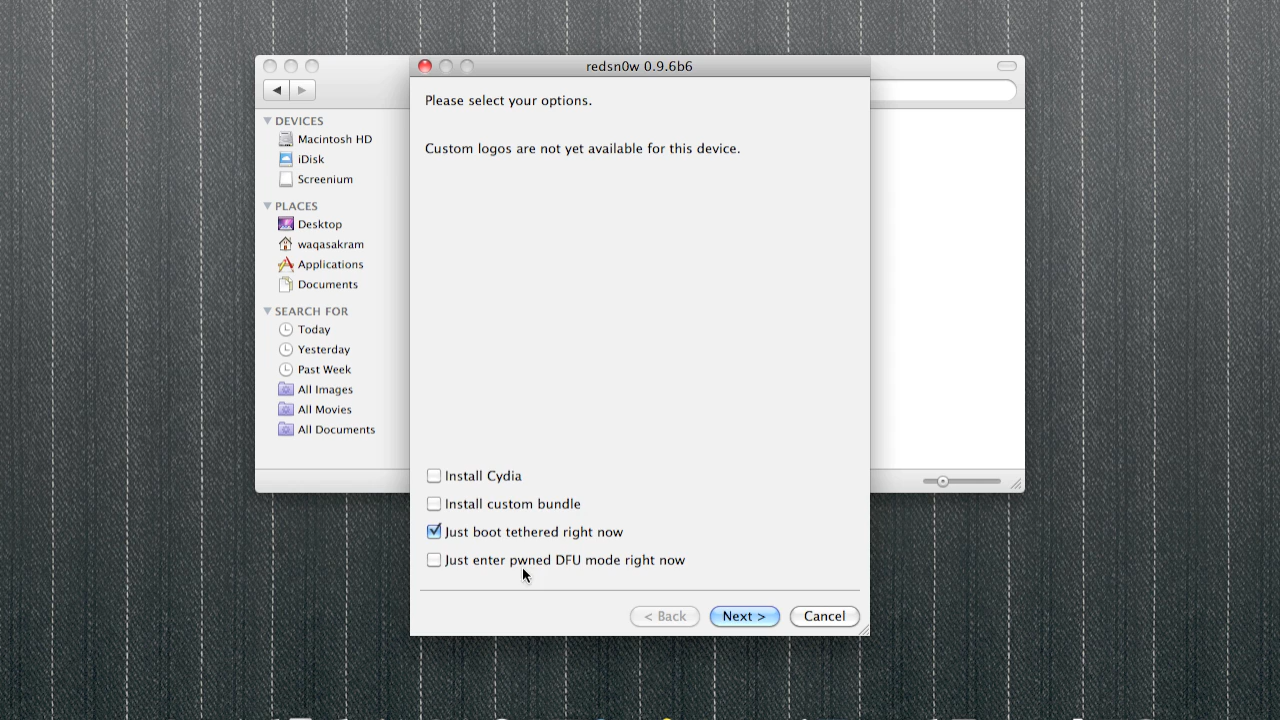 redsn0w 0.9.6b6
Please select your options.
Custom logos are not yet available for this device.
DEVICES
Macintosh HD
iDisk
Screenium
PLACES
Desktop
waqasakram
Applications
Documents
SEARCH FOR
Today
Yesterday
Past Week
All Images
All Movies
All Documents
Install Cydia
Install custom bundle
Just boot tethered right now
Just enter pwned DFU mode right now
< Back
Next >
Cancel